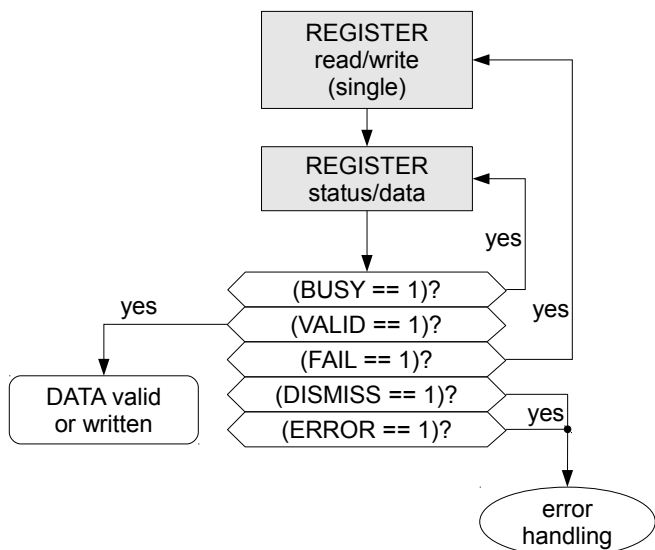 REGISTER
read/write
(single)
REGISTER
status/data
yes
(BUSY == 1)?
yes
(VALID == 1)?
yes
(FAIL == 1)?
DATA valid
or written
(DISMISS == 1)?
yes
(ERROR == 1)?
error
handling